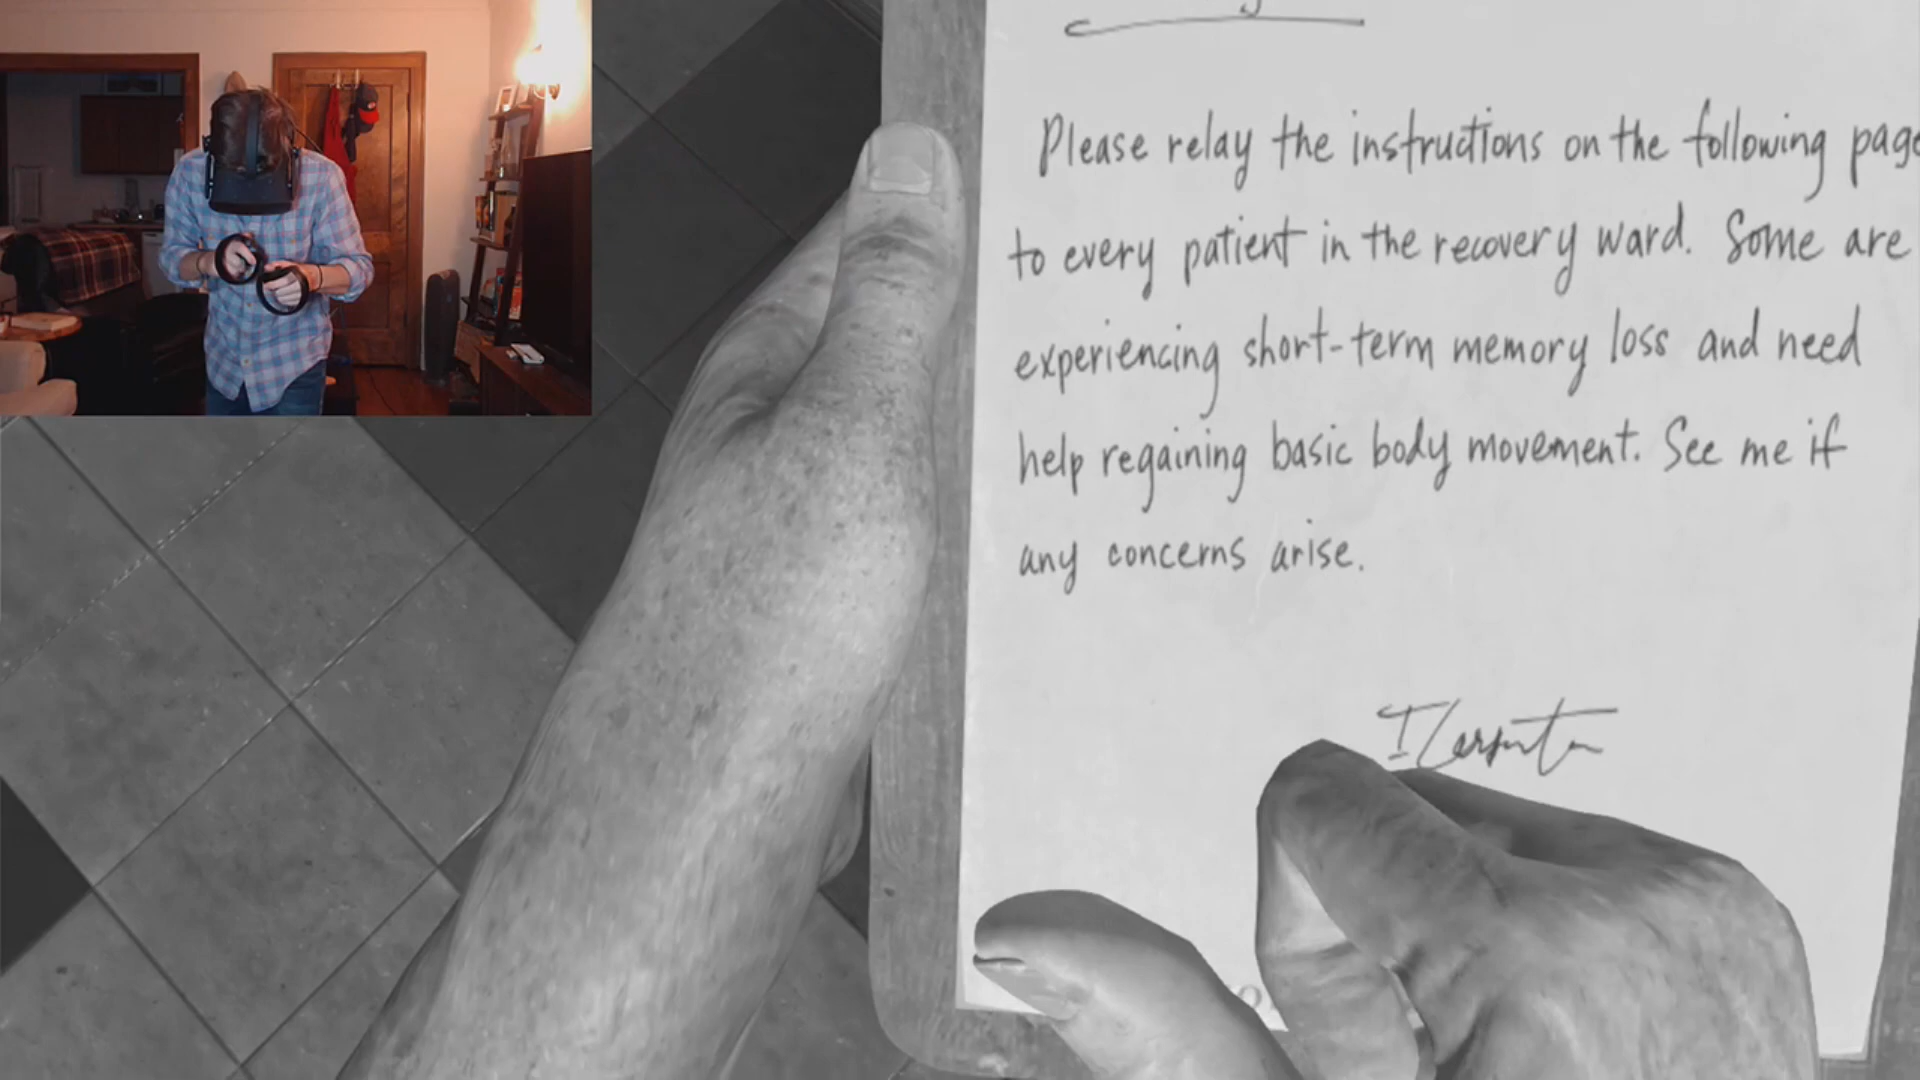 Please relay the instructions on the following page
to every patient in the recovery ward. Some are
experiencing short-term memory loss and need
help regaining basic body movement. See me if
any concerns arise.